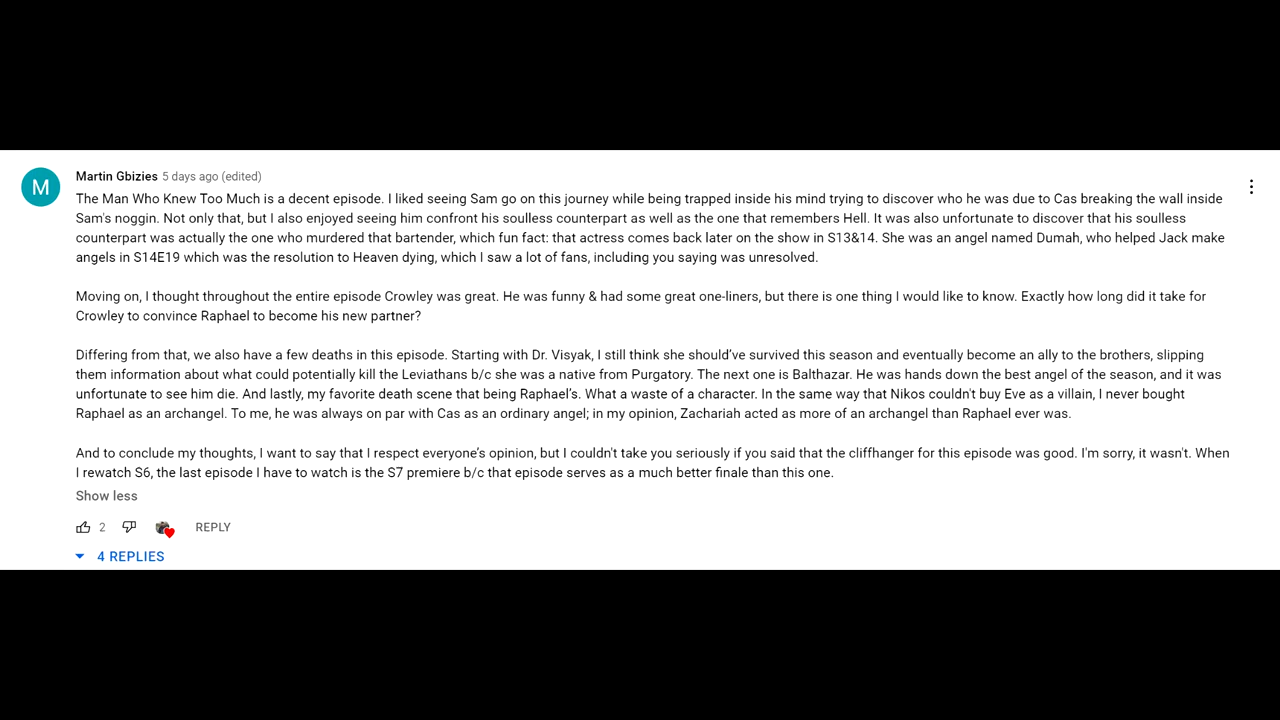 M
Martin Gbizies 5 days ago (edited)
The Man Who Knew Too Much is a decent episode. I liked seeing Sam go on this journey while being trapped inside his mind trying to discover who he was due to Cas breaking the wall inside
Sam's noggin. Not only that, but I also enjoyed seeing him confront his soulless counterpart as well as the one that remembers Hell. It was also unfortunate to discover that his soulless
counterpart was actually the one who murdered that bartender, which fun fact: that actress comes back later on the show in S13&14. She was an angel named Dumah, who helped Jack make
angels in S14E19 which was the resolution to Heaven dying, which I saw a lot of fans, including you saying was unresolved.
Moving on, I thought throughout the entire episode Crowley was great. He was funny & had some great one-liners, but there is one thing I would like to know. Exactly how long did it take for
Crowley to convince Raphael to become his new partner?
Differing from that, we also have a few deaths in this episode. Starting with Dr. Visyak, I still think she should've survived this season and eventually become an ally to the brothers, slipping
them information about what could potentially kill the Leviathans b/c she was a native from Purgatory. The next one is Balthazar. He was hands down the best angel of the season, and it was
unfortunate to see him die. And lastly, my favorite death scene that being Raphael's. What a waste of a character. In the same way that Nikos couldn't buy Eve as a villain, I never bought
Raphael as an archangel. To me, he was always on par with Cas as an ordinary angel; in my opinion, Zachariah acted as more of an archangel than Raphael ever was.
And to conclude my thoughts, I want to say that I respect everyone's opinion, but I couldn't take you seriously if you said that the cliffhanger for this episode was good. I'm sorry, it wasn't. When
I rewatch S6, the last episode I have to watch is the S7 premiere b/c that episode serves as a much better finale than this one.
Show less
2 REPLY
4 REPLIES